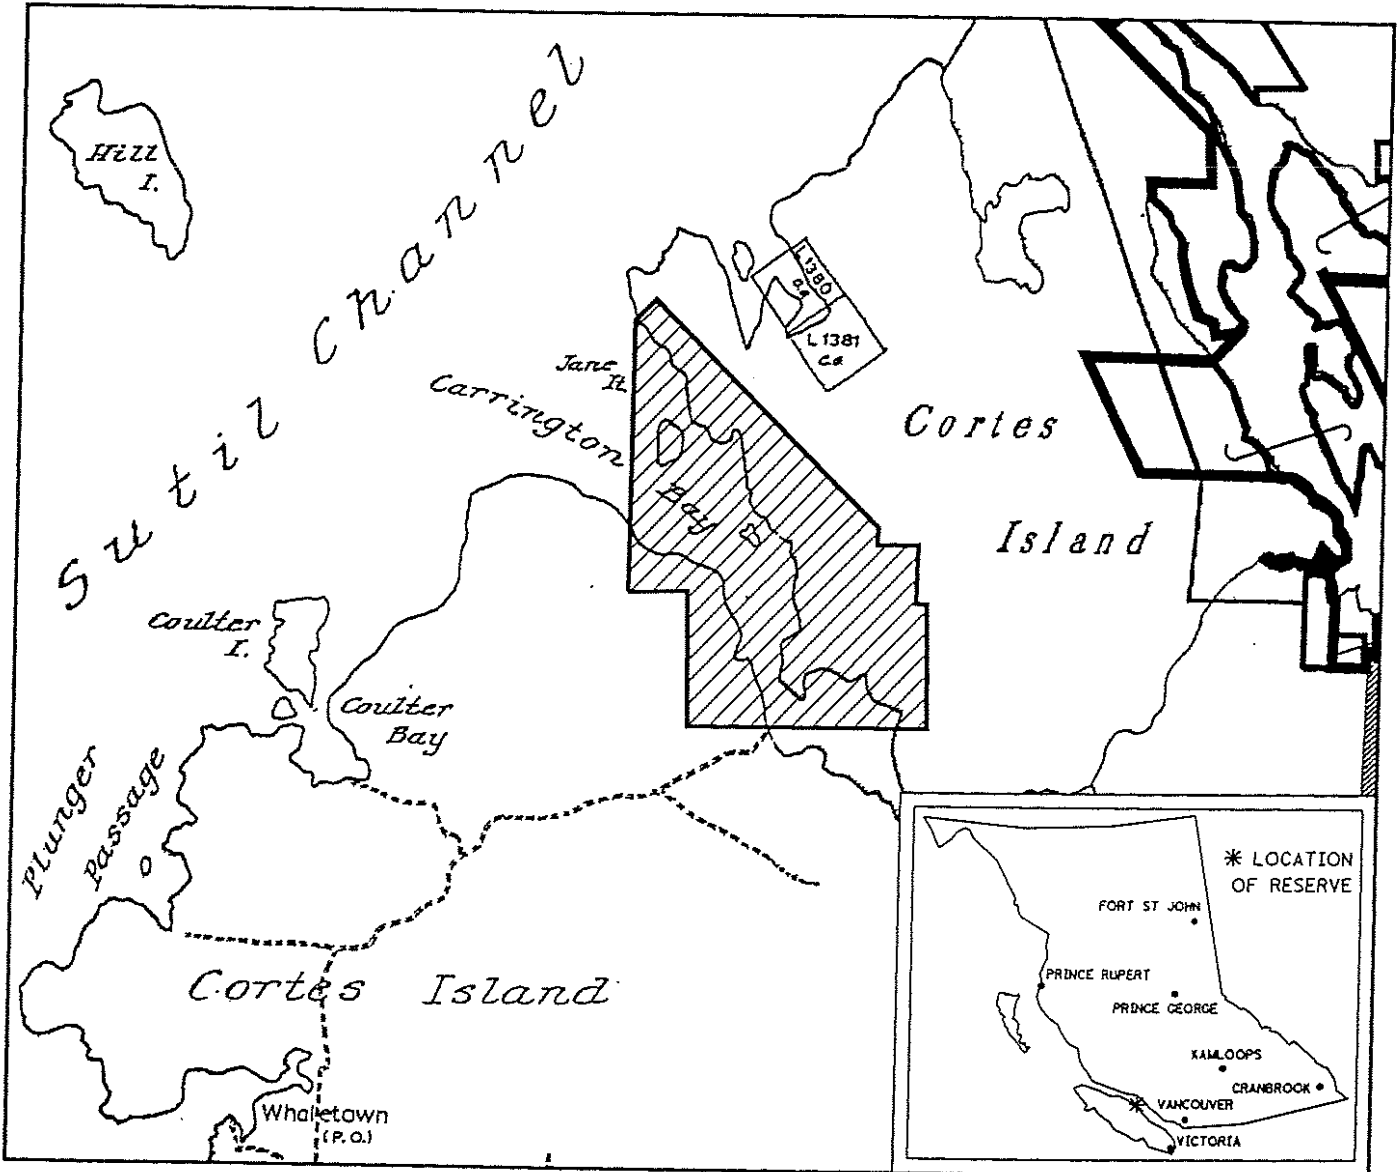 Sutil Channel
Hill
I.
L 1380
L 1381
Jane
It.
Carrington
Bay
Cortes
Island
Coulter
I.
Coulter
Bay
Plunger
Passage
Cortes Island
Whaletown
(P.O.)
* LOCATION
OF RESERVE
FORT ST JOHN
PRINCE RUPERT
PRINCE GEORGE
KAMLOOPS
CRANBROOK
VANCOUVER
VICTORIA